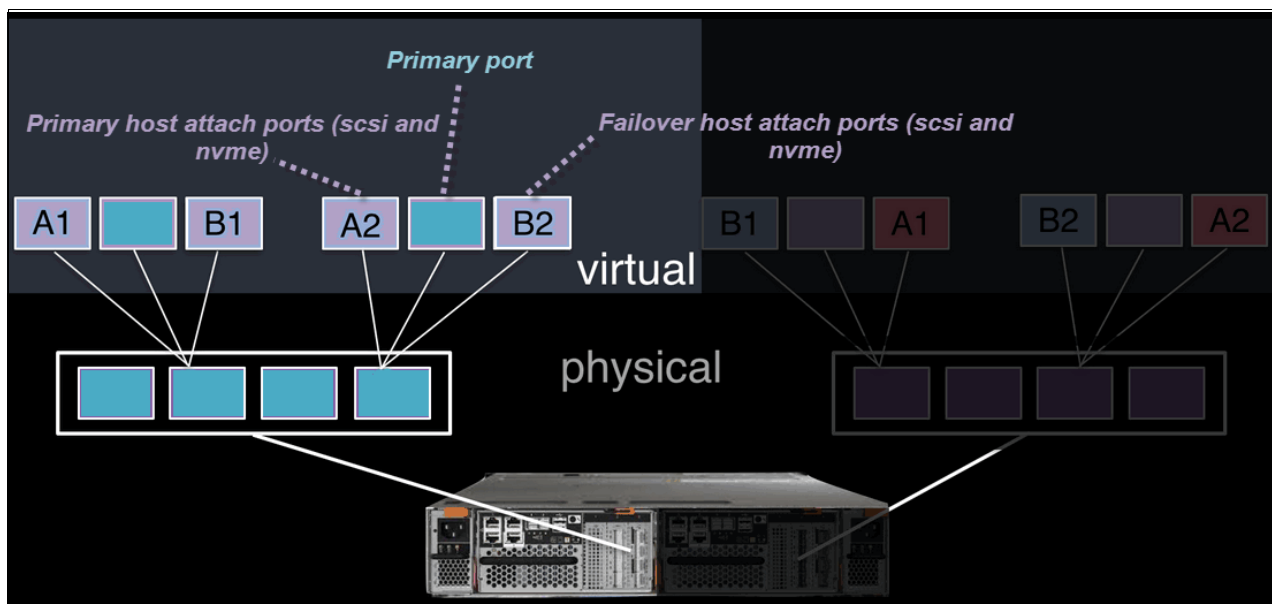 Primary port
Primary host attach ports (scsi and
nvme)
Failover host attach ports (scsi and
nvme)
A1
B1
A2
B2
B1
A1
B2
A2
virtual
physical